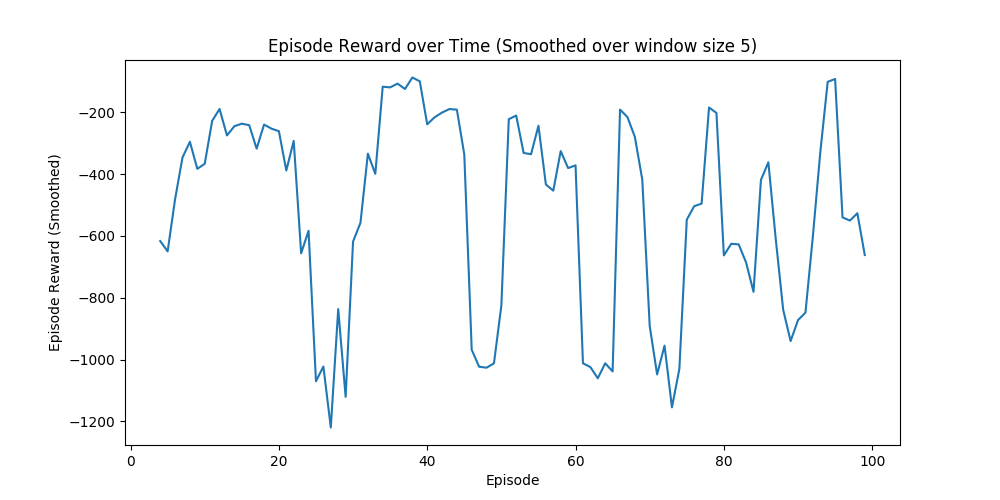 Episode Reward over Time (Smoothed over window size 5)
Episode Reward (Smoothed)
−200
−400
−600
−800
−1000
−1200
0 20 40 60 80 100
Episode